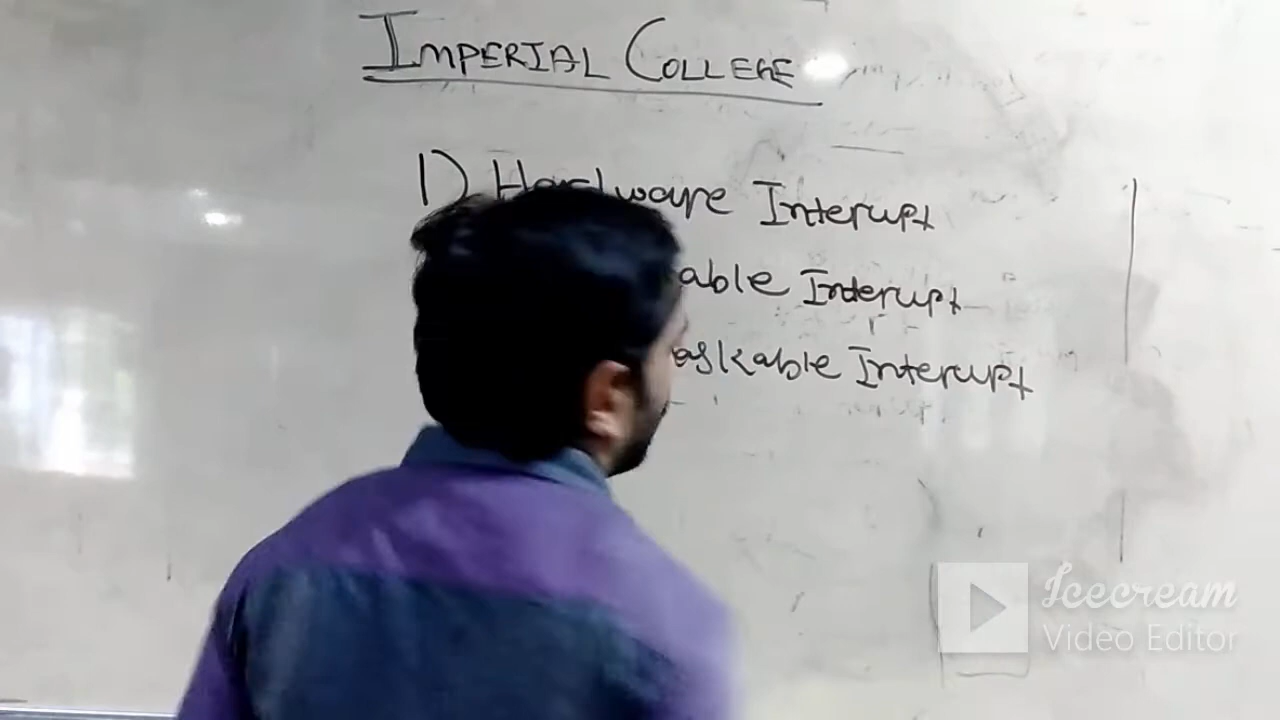 IMPERIAL COLLEGE
1) Hardware Interupt
able Interupt
askable Interupt
Icecream
Video Editor